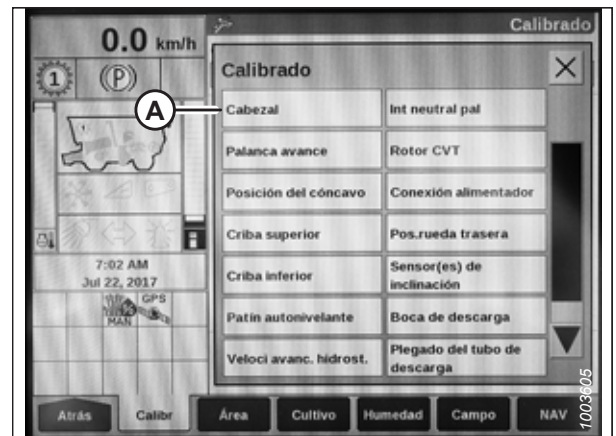 0.0 km/h
Calibrado
1
(P)
Calibrado
A
Cabezal
Int neutral pal
Palanca avance
Rotor CVT
Posición del cóncavo
Conexión alimentador
Criba superior
Pos.rueda trasera
Criba inferior
Sensor(es) de
inclinación
Patín autonivelante
Boca de descarga
Veloci avanc. hidrost.
Plegado del tubo de
descarga
7:02 AM
Jul 22, 2017
GPS
MAN
Atrás
Calibr
Área
Cultivo
Humedad
Campo
NAV
1003605